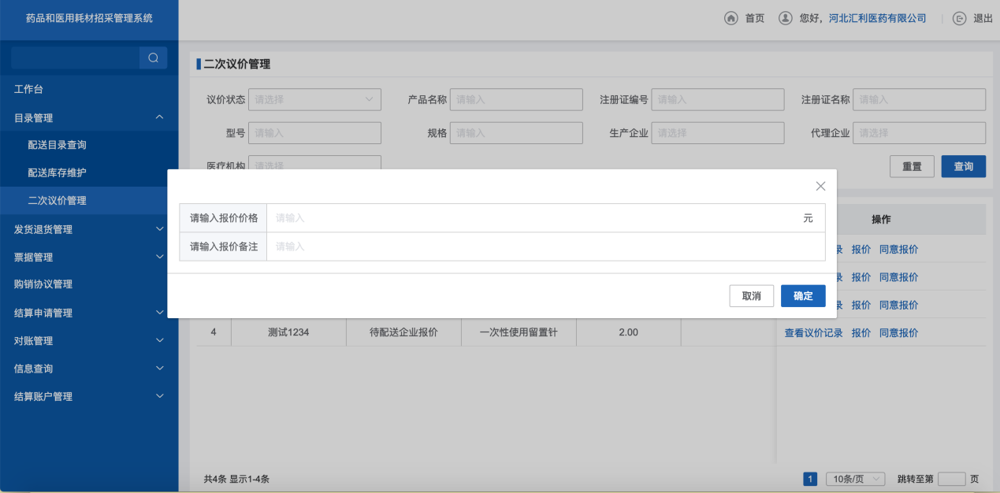 药品和医用耗材招采管理系统
首页 您好，河北汇利医药有限公司 退出
工作台
目录管理
配送目录查询
配送库存维护
二次议价管理
发货退货管理
票据管理
购销协议管理
结算申请管理
对账管理
信息查询
结算账户管理
二次议价管理
议价状态 请选择 产品名称 请输入 注册证编号 请输入 注册证名称 请输入
型号 请输入 规格 请输入 生产企业 请选择 代理企业 请选择
医疗机构 请选择 重置 查询
请输入报价价格 请输入 元
请输入报价备注 请输入
取消 确定
操作
录 报价 同意报价
录 报价 同意报价
录 报价 同意报价
4 测试1234 待配送企业报价 一次性使用留置针 2.00 查看议价记录 报价 同意报价
共4条 显示1-4条 1 10条/页 跳转至第 页